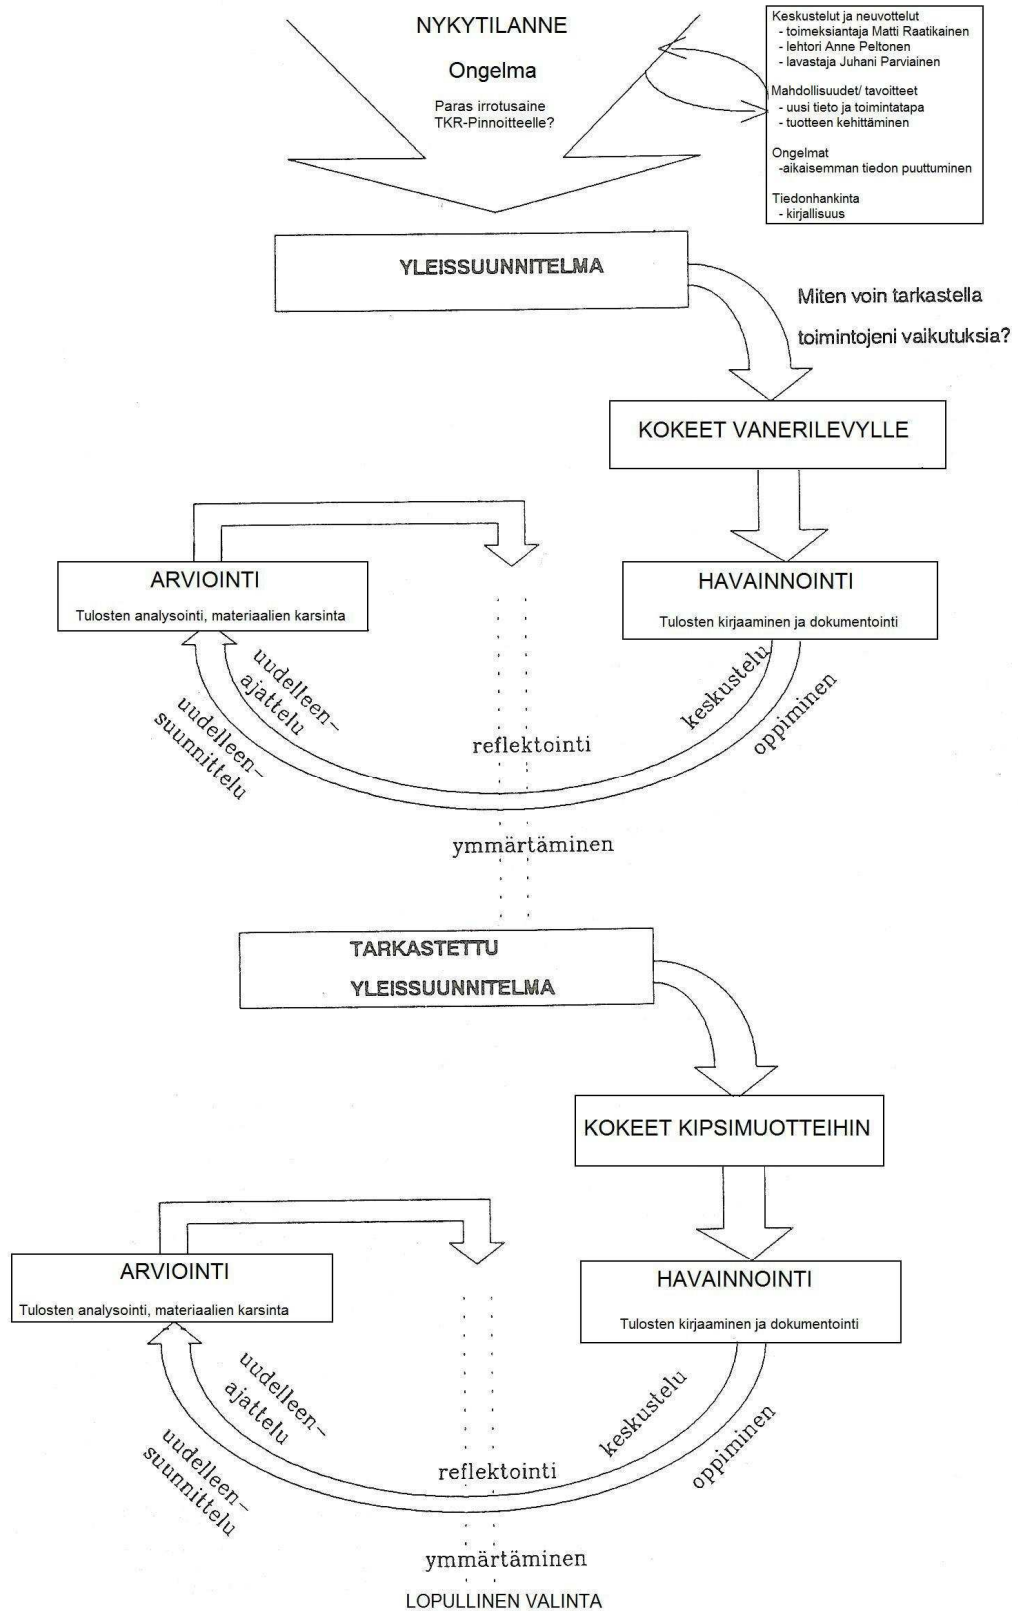 NYKYTILANNE
Ongelma
Paras irrotusaine
TKR-Pinnoitteelle?
Keskustelut ja neuvottelut
- toimeksiantaja Matti Raatikainen
- lehtori Anne Peltonen
- lavastaja Juhani Parviainen
Mahdollisuudet/ tavoitteet
- uusi tieto ja toimintatapa
- tuotteen kehittäminen
Ongelmat
-aikaisemman tiedon puuttuminen
Tiedonhankinta
- kirjallisuus
YLEISSUUNNITELMA
Miten voin tarkastella
toimintojeni vaikutuksia?
KOKEET VANERILEVYLLE
ARVIOINTI
Tulosten analysointi, materiaalien karsinta
HAVAINNOINTI
Tulosten kirjaaminen ja dokumentointi
uudelleen-
ajattelu
uudelleen-
suunnittelu
keskustelu
oppiminen
reflektointi
ymmärtäminen
TARKASTETTU
YLEISSUUNNITELMA
KOKEET KIPSIMUOTTEIHIN
ARVIOINTI
Tulosten analysointi, materiaalien karsinta
HAVAINNOINTI
Tulosten kirjaaminen ja dokumentointi
uudelleen-
ajattelu
uudelleen-
suunnittelu
keskustelu
oppiminen
reflektointi
ymmärtäminen
LOPULLINEN VALINTA